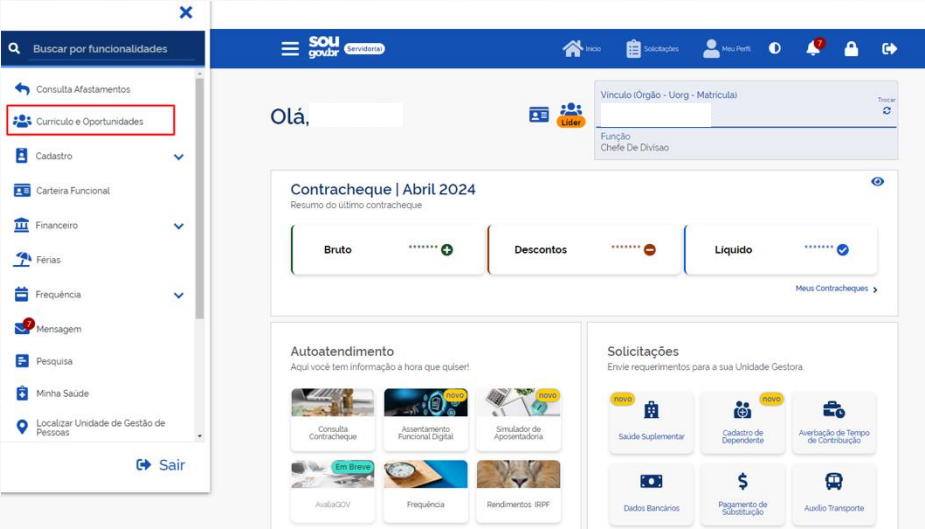 Buscar por funcionalidades
Consulta Afastamentos
Currículo e Oportunidades
Cadastro
Carteira Funcional
Financeiro
Férias
Frequência
7
Mensagem
Pesquisa
Minha Saúde
Localizar Unidade de Gestão de
Pessoas
Sair
sou
gov.br
Servidor(a)
Início
Solicitações
Meu Perfil
7
Olá,
Líder
Vínculo (Órgão - Uorg - Matrícula)
Trocar
Função
Chefe De Divisao
Contracheque | Abril 2024
Resumo do último contracheque
Bruto
*******
Descontos
*******
Líquido
*******
Meus Contracheques
Autoatendimento
Aqui você tem informação a hora que quiser!
Consulta
Contracheque
novo
Assentamento
Funcional Digital
novo
Simulador de
Aposentadoria
Em Breve
AvaliaGOV
Frequência
Rendimentos IRPF
Solicitações
Envie requerimentos para a sua Unidade Gestora.
novo
Saúde Suplementar
novo
Cadastro de
Dependente
Averbação de Tempo
de Contribuição
Dados Bancários
Pagamento de
Substituição
Auxílio Transporte